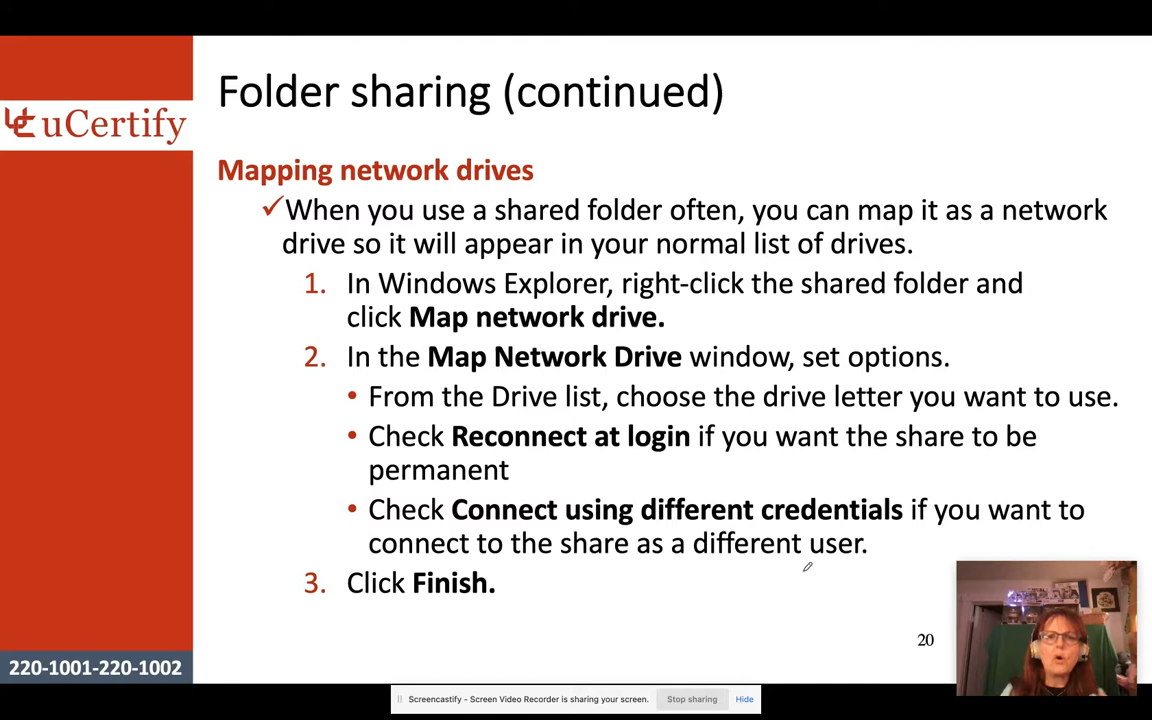 Folder sharing (continued)
uCertify
Mapping network drives
When you use a shared folder often, you can map it as a network
drive so it will appear in your normal list of drives.
1. In Windows Explorer, right-click the shared folder and
click Map network drive.
2. In the Map Network Drive window, set options.
• From the Drive list, choose the drive letter you want to use.
• Check Reconnect at login if you want the share to be
permanent
• Check Connect using different credentials if you want to
connect to the share as a different user.
3. Click Finish.
20
220-1001-220-1002
Screencastify - Screen Video Recorder is sharing your screen. Stop sharing Hide